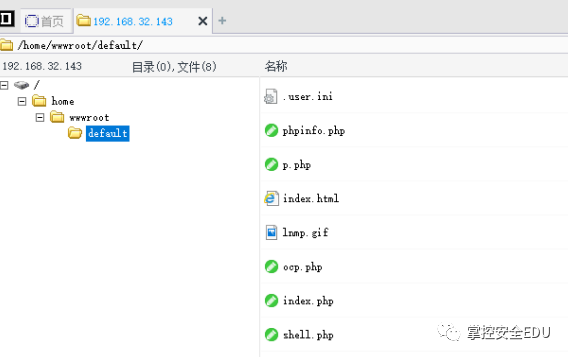 首页
192.168.32.143
/home/wwwroot/default/
192.168.32.143 目录(0),文件(8) 名称
/
home
wwwroot
default
.user.ini
phpinfo.php
p.php
index.html
lnmp.gif
ocp.php
index.php
shell.php
掌控安全EDU